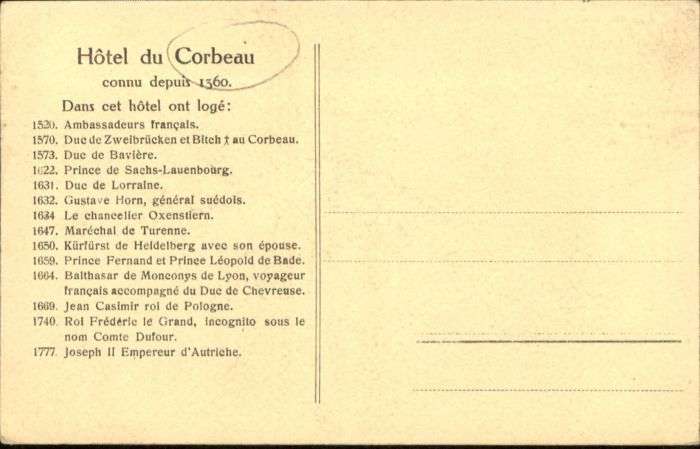 Hôtel du Corbeau
connu depuis 1360.
Dans cet hôtel ont logé:
1520. Ambassadeurs français.
1570. Duc de Zweibrücken et Bitch † au Corbeau.
1573. Duc de Bavière.
1622. Prince de Sachs-Lauenbourg.
1631. Duc de Lorraine.
1632. Gustave Horn, général suédois.
1634 Le chancelier Oxenstiern.
1647. Maréchal de Turenne.
1650. Kürfürst de Heidelberg avec son épouse.
1659. Prince Fernand et Prince Léopold de Bade.
1664. Balthasar de Monconys de Lyon, voyageur
français accompagné du Duc de Chevreuse.
1669. Jean Casimir roi de Pologne.
1740. Roi Frédéric le Grand, incognito sous le
nom Comte Dufour.
1777. Joseph II Empereur d'Autriche.